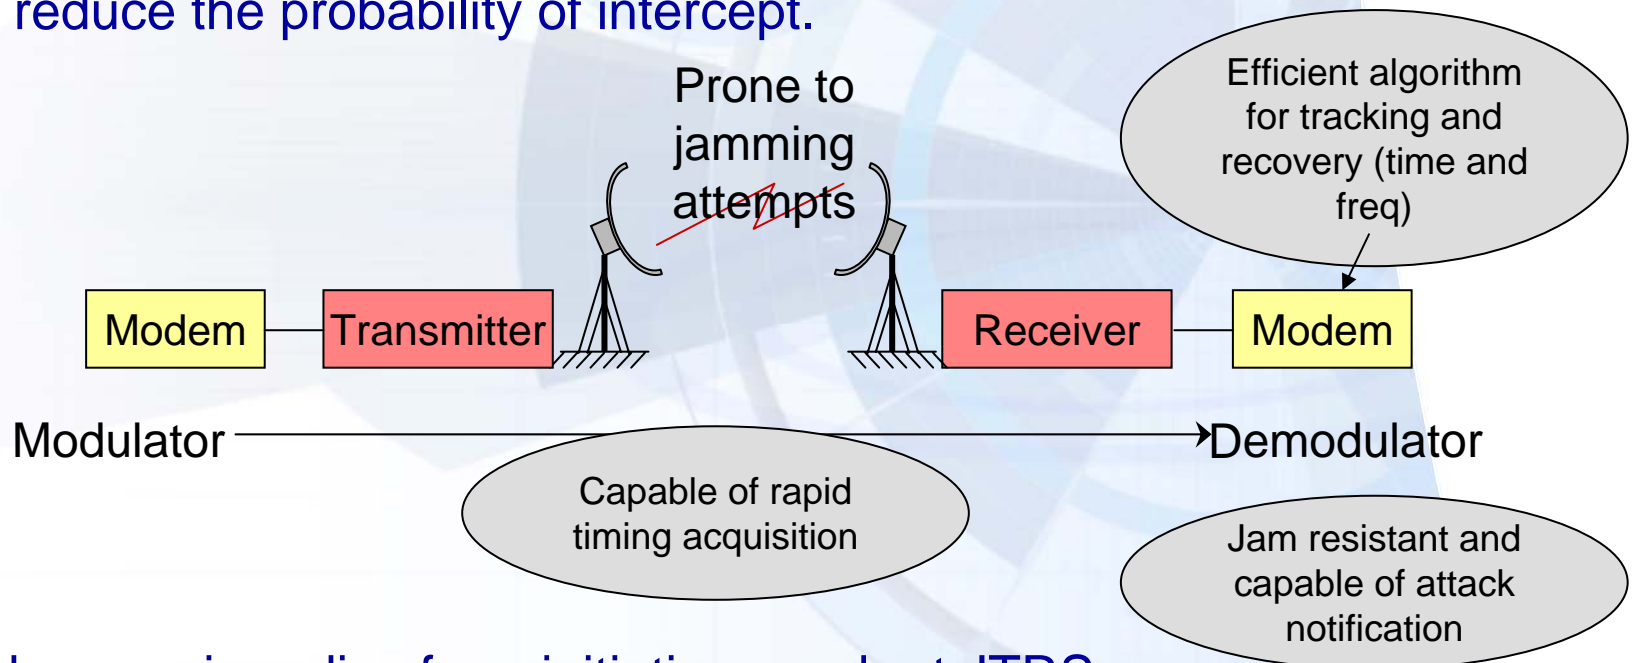 reduce the probability of intercept.
Prone to
jamming
attempts
Efficient algorithm
for tracking and
recovery (time and
freq)
Modem
Transmitter
Receiver
Modem
Modulator
Demodulator
Capable of rapid
timing acquisition
Jam resistant and
capable of attack
notification